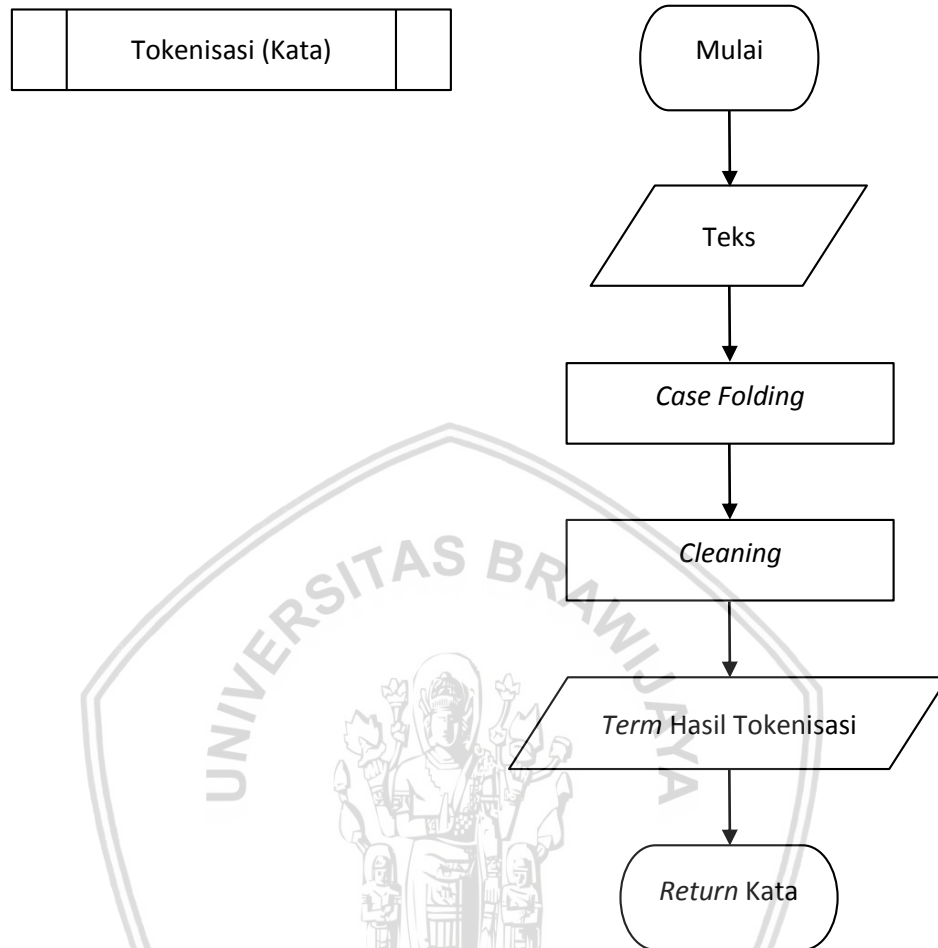 Tokenisasi (Kata)
Mulai
Teks
Case Folding
Cleaning
UNIVERSITAS BRAWIJAYA
Term Hasil Tokenisasi
Return Kata